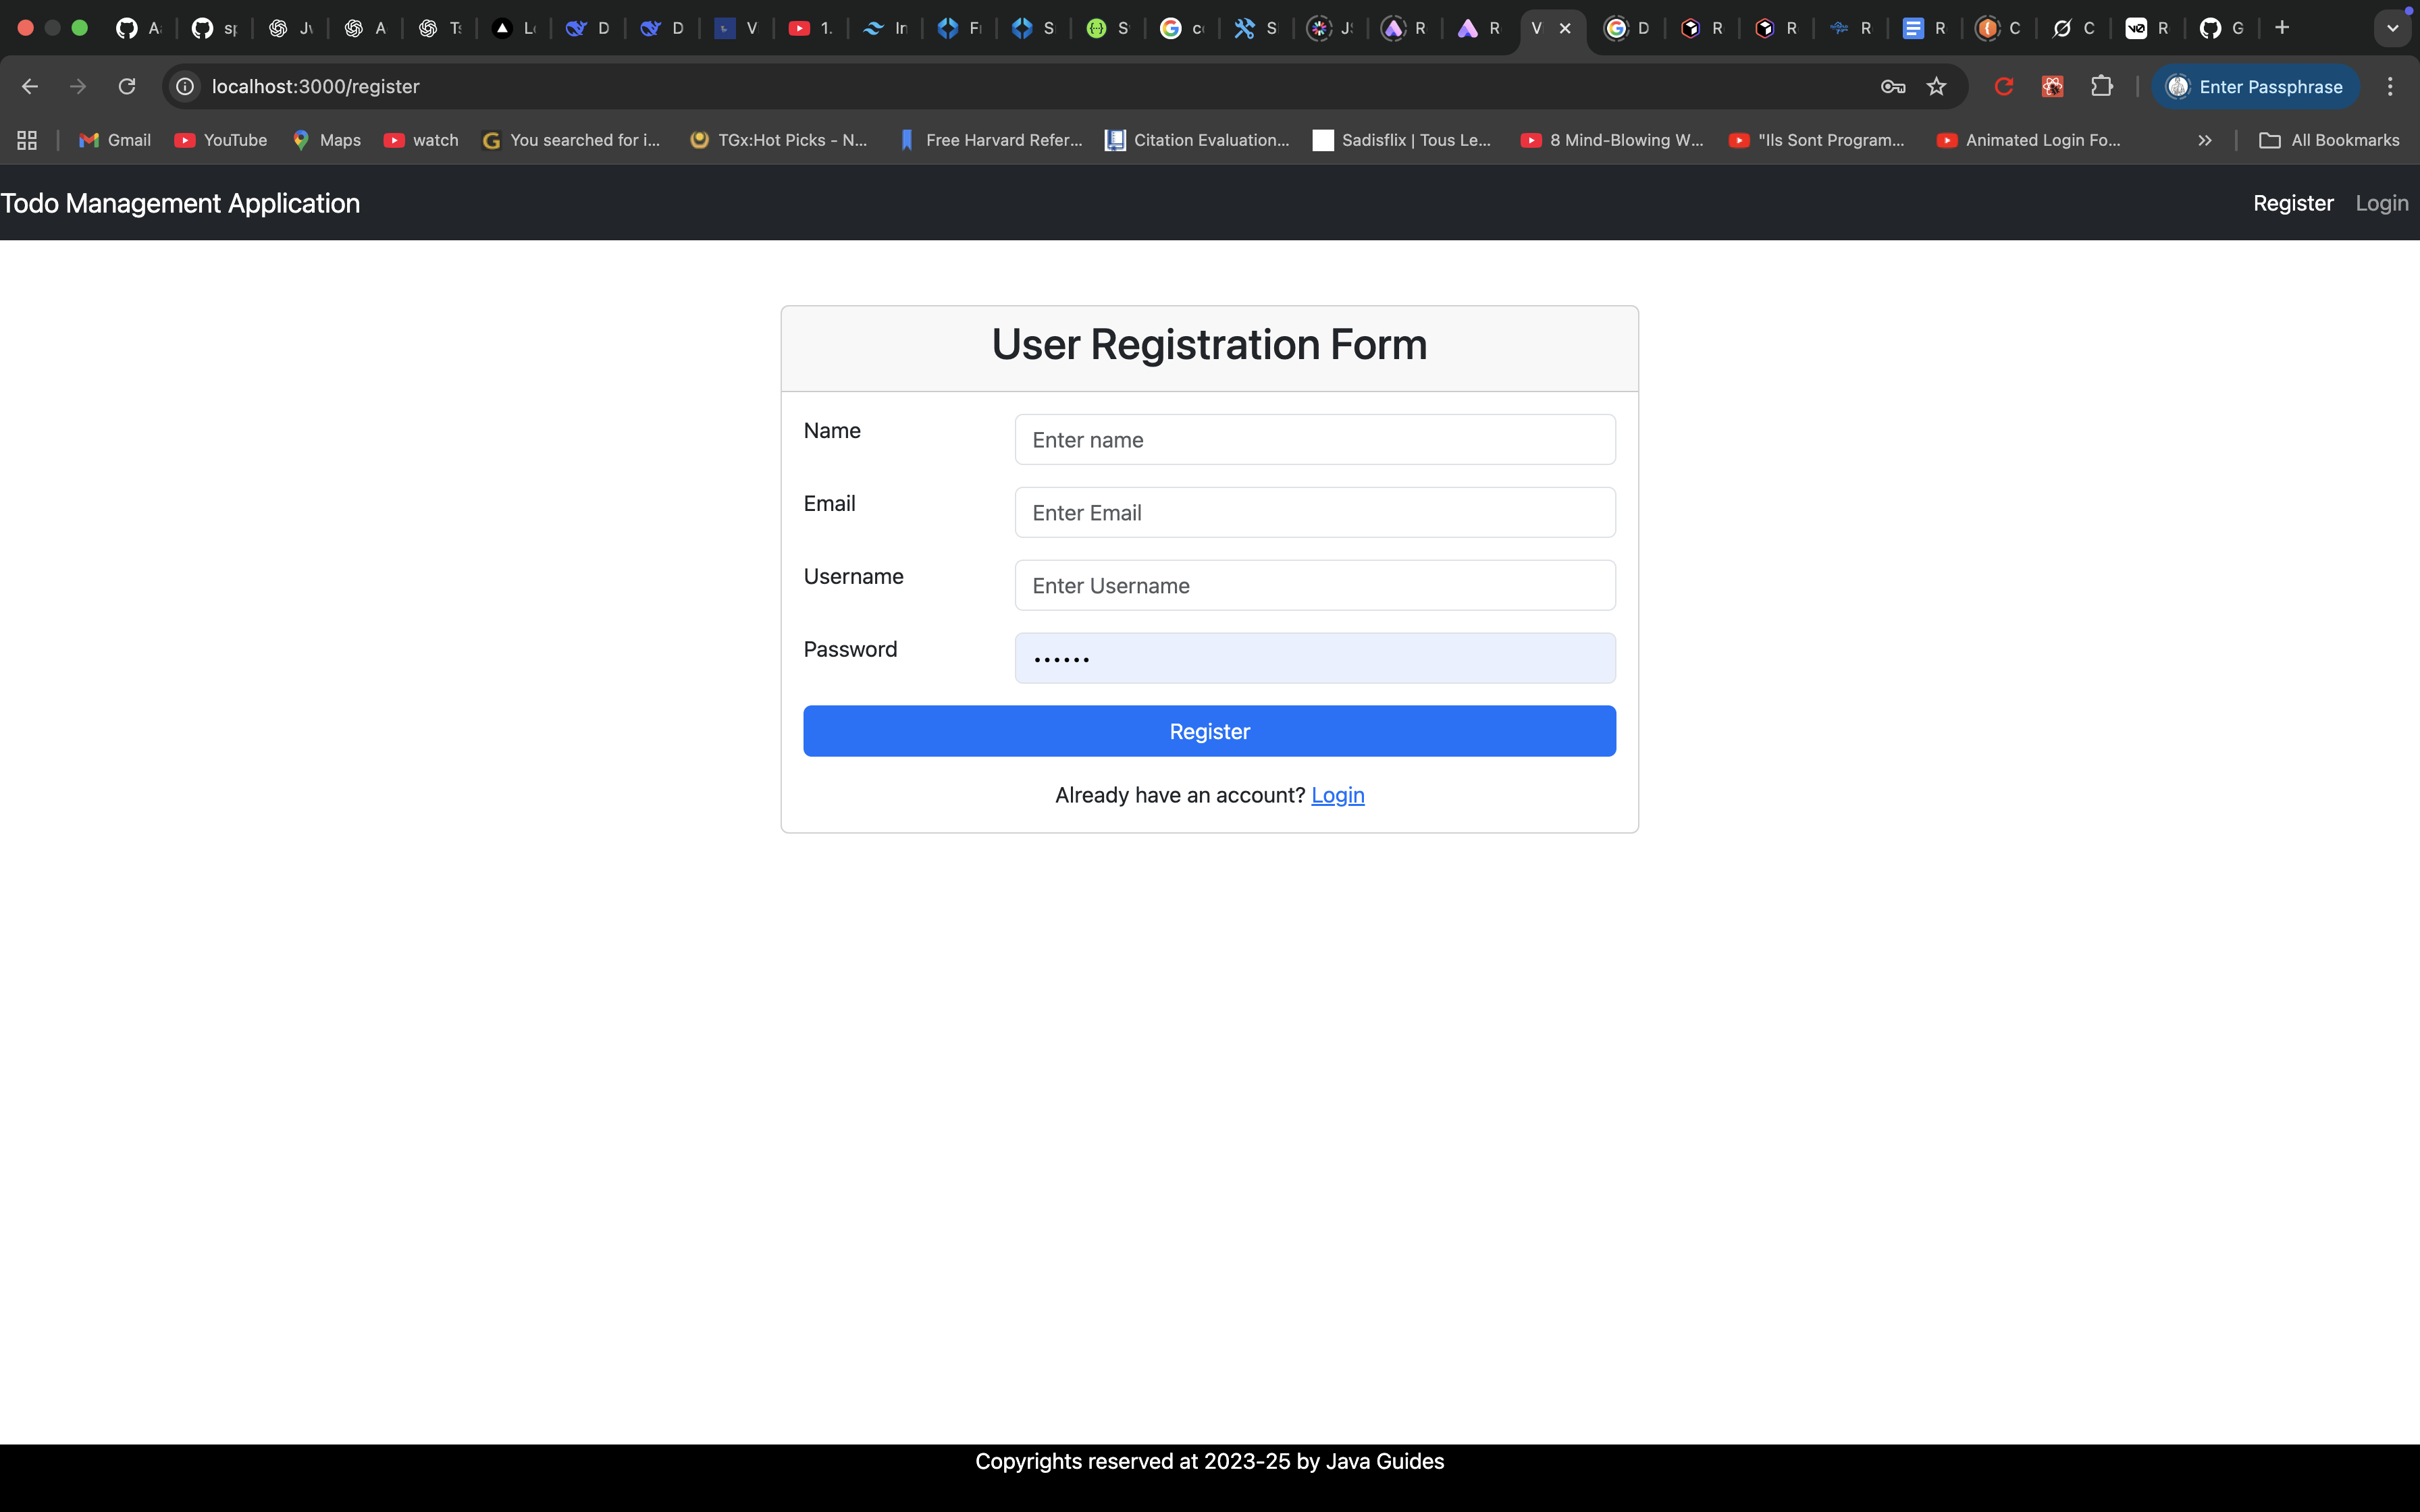 A
sp
Jv
A
Ts
Lo
D
D
V
1.
In
Fr
S
S
co
S
JS
R
R
V
D
R
R
R
R
C
C
R
G
localhost:3000/register
Enter Passphrase
Gmail
YouTube
Maps
watch
You searched for i...
TGx:Hot Picks - N...
Free Harvard Refer...
Citation Evaluation...
Sadisflix | Tous Le...
8 Mind-Blowing W...
"Ils Sont Program...
Animated Login Fo...
All Bookmarks
Todo Management Application
Register
Login
User Registration Form
Name
Enter name
Email
Enter Email
Username
Enter Username
Password
Register
Already have an account? Login
Copyrights reserved at 2023-25 by Java Guides